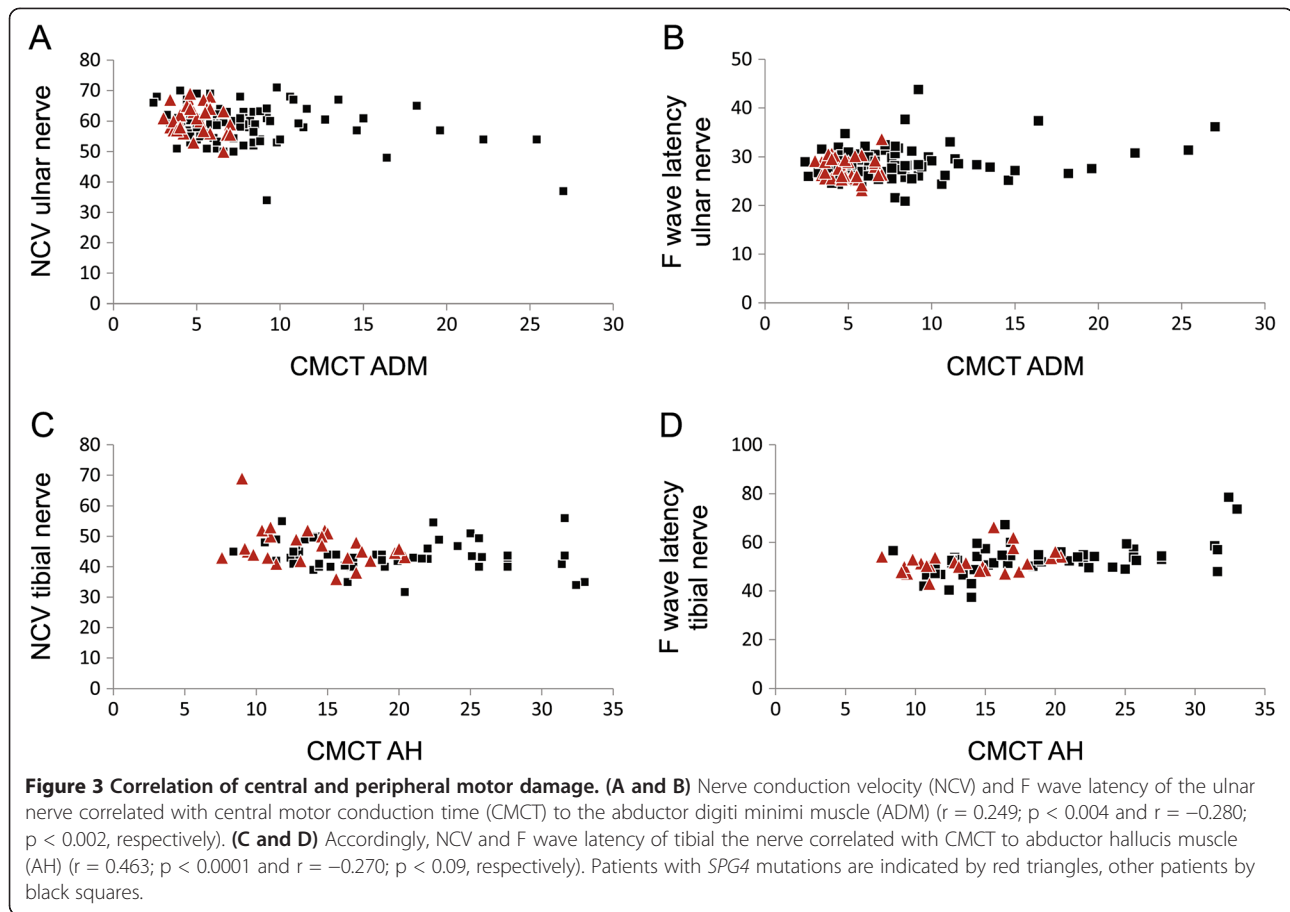 A
80
70
60
50
40
30
20
10
0
NCV ulnar nerve
0 5 10 15 20 25 30
CMCT ADM
B
50
40
30
20
10
0
F wave latency
ulnar nerve
0 5 10 15 20 25 30
CMCT ADM
C
80
70
60
50
40
30
20
10
0
NCV tibial nerve
0 5 10 15 20 25 30 35
CMCT AH
D
100
80
60
40
20
0
F wave latency
tibial nerve
0 5 10 15 20 25 30 35
CMCT AH
Figure 3 Correlation of central and peripheral motor damage. (A and B) Nerve conduction velocity (NCV) and F wave latency of the ulnar
nerve correlated with central motor conduction time (CMCT) to the abductor digiti minimi muscle (ADM) (r = 0.249; p < 0.004 and r = −0.280;
p < 0.002, respectively). (C and D) Accordingly, NCV and F wave latency of tibial the nerve correlated with CMCT to abductor hallucis muscle
(AH) (r = 0.463; p < 0.0001 and r = −0.270; p < 0.09, respectively). Patients with SPG4 mutations are indicated by red triangles, other patients by
black squares.